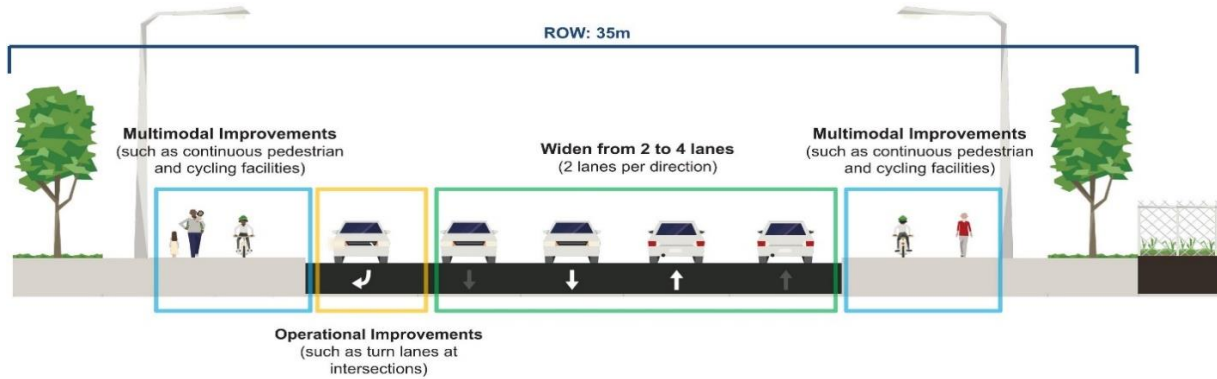 ROW: 35m
Multimodal Improvements
(such as continuous pedestrian
and cycling facilities)
Widen from 2 to 4 lanes
(2 lanes per direction)
Multimodal Improvements
(such as continuous pedestrian
and cycling facilities)
Operational Improvements
(such as turn lanes at
intersections)